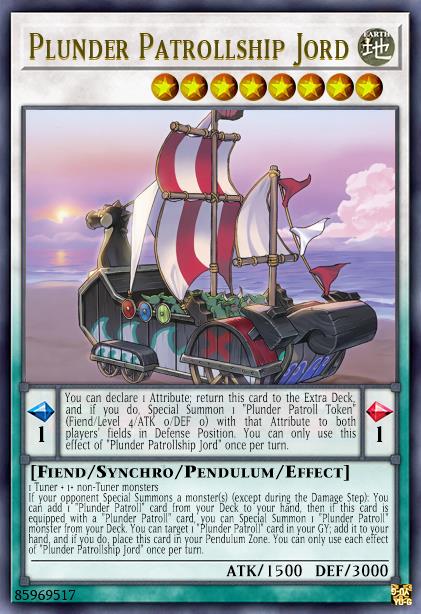 PLUNDER PATROLLSHIP JORD
EARTH
地
You can declare 1 Attribute; return this card to the Extra Deck,
and if you do, Special Summon 1 "Plunder Patroll Token"
(Fiend/Level 4/ATK 0/DEF 0) with that Attribute to both
players' fields in Defense Position. You can only use this
effect of "Plunder Patrollship Jord" once per turn.
1
1
[FIEND/SYNCHRO/PENDULUM/EFFECT]
1 Tuner + 1+ non-Tuner monsters
If your opponent Special Summons a monster(s) (except during the Damage Step): You
can add 1 "Plunder Patroll" card from your Deck to your hand, then if this card is
equipped with a "Plunder Patroll" card, you can Special Summon 1 "Plunder Patroll"
monster from your Deck. You can target 1 "Plunder Patroll" card in your GY; add it to your
hand, and if you do, place this card in your Pendulum Zone. You can only use each effect
of "Plunder Patrollship Jord" once per turn.
ATK/1500 DEF/3000
85969517